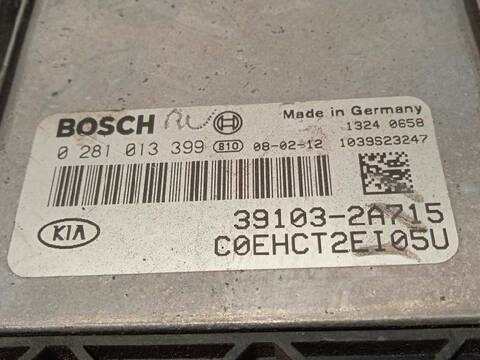 BOSCH
Made in Germany
0 281 013 399 810 08-02-12
1324 0658
1039S23247
KIA
39103-2A715
C0EHCT2EI05U